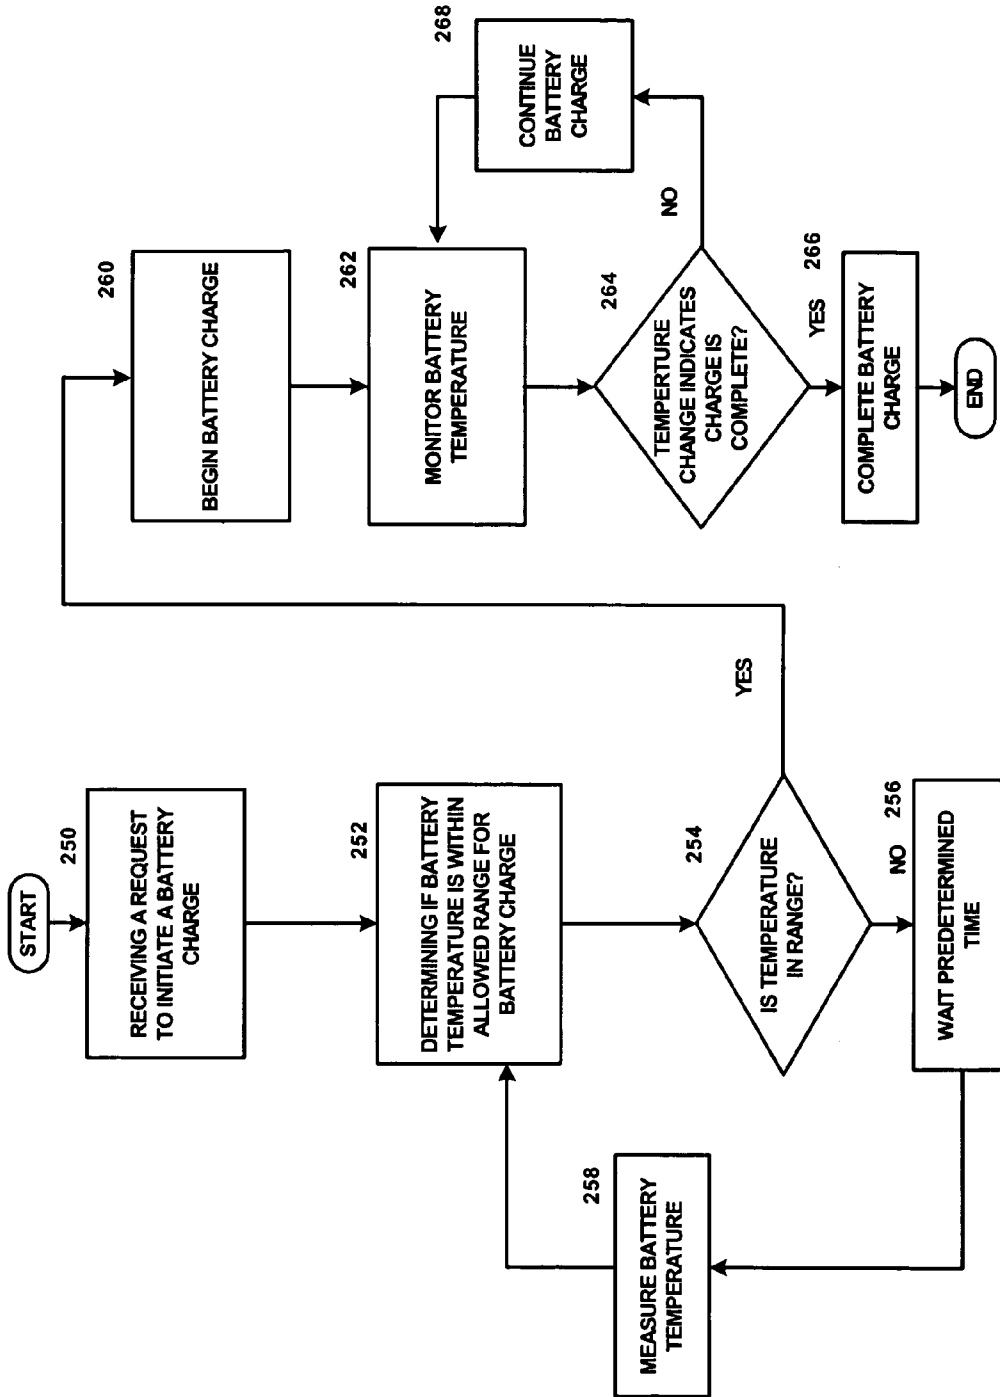 START
250
RECEIVING A REQUEST
TO INITIATE A BATTERY
CHARGE
252
DETERMINING IF BATTERY
TEMPERATURE IS WITHIN
ALLOWED RANGE FOR
BATTERY CHARGE
254
IS TEMPERATURE
IN RANGE?
YES
NO
256
WAIT PREDETERMINED
TIME
258
MEASURE BATTERY
TEMPERATURE
260
BEGIN BATTERY CHARGE
262
MONITOR BATTERY
TEMPERATURE
264
TEMPERTURE
CHANGE INDICATES
CHARGE IS
COMPLETE?
NO
268
CONTINUE
BATTERY
CHARGE
YES
266
COMPLETE BATTERY
CHARGE
END